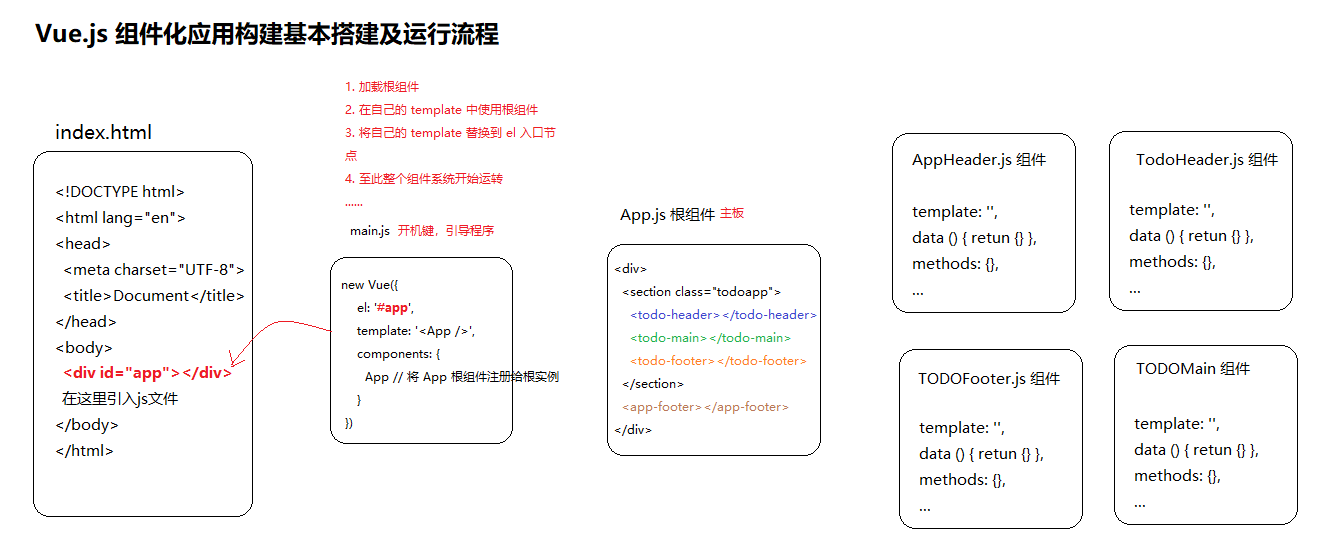 Vue.js 组件化应用构建基本搭建及运行流程
index.html
<!DOCTYPE html>
<html lang="en">
<head>
<meta charset="UTF-8">
<title>Document</title>
</head>
<body>
<div id="app"></div>
在这里引入js文件
</body>
</html>
1. 加载根组件
2. 在自己的 template 中使用根组件
3. 将自己的 template 替换到 el 入口节
点
4. 至此整个组件系统开始运转
......
main.js 开机键，引导程序
new Vue({
el: '#app',
template: '<App />',
components: {
App // 将 App 根组件注册给根实例
}
})
App.js 根组件 主板
<div>
<section class="todoapp">
<todo-header></todo-header>
<todo-main></todo-main>
<todo-footer></todo-footer>
</section>
<app-footer></app-footer>
</div>
AppHeader.js 组件
template: '',
data () { retun {} },
methods: {},
...
TodoHeader.js 组件
template: '',
data () { retun {} },
methods: {},
...
TODOFooter.js 组件
template: '',
data () { retun {} },
methods: {},
...
TODOMain 组件
template: '',
data () { retun {} },
methods: {},
...